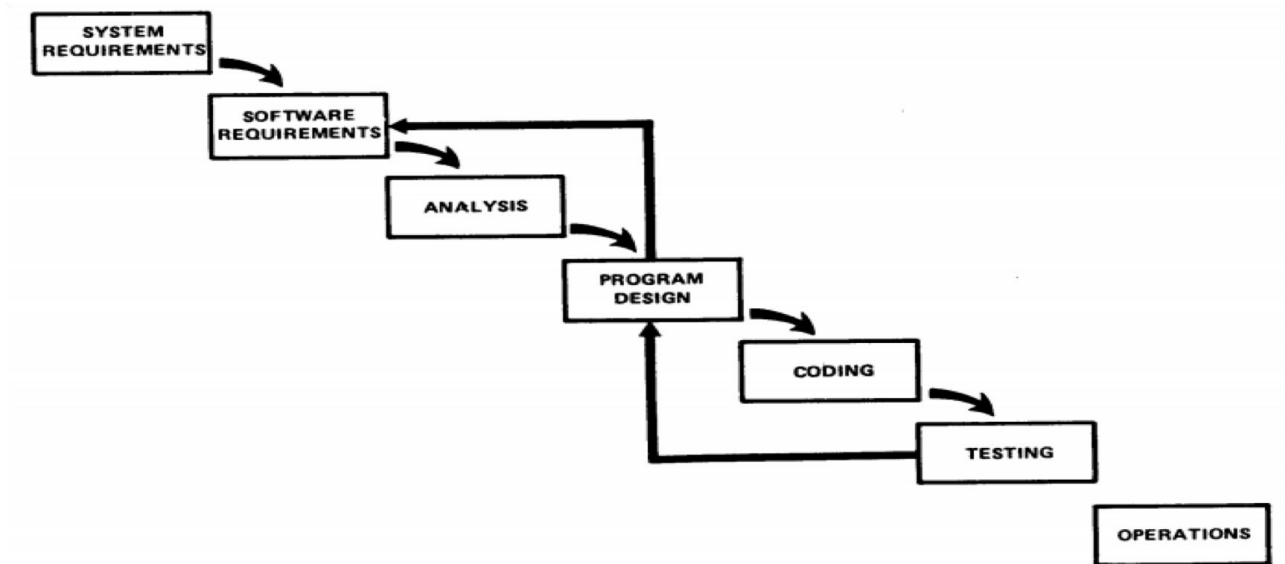 SYSTEM
REQUIREMENTS
SOFTWARE
REQUIREMENTS
ANALYSIS
PROGRAM
DESIGN
CODING
TESTING
OPERATIONS